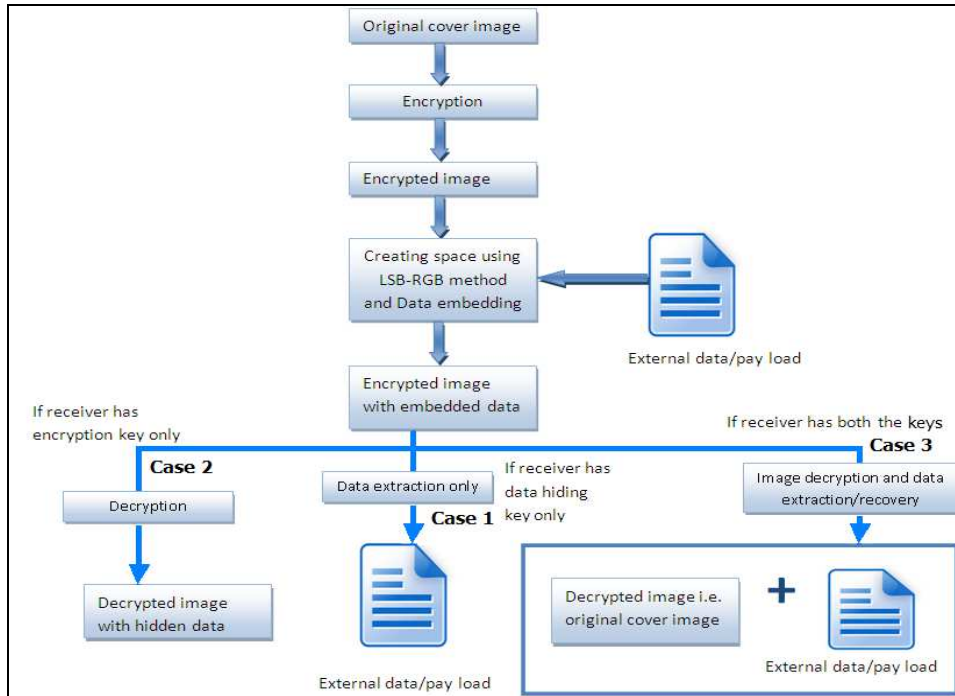 Original cover image
Encryption
Encrypted image
Creating space using
LSB-RGB method
and Data embedding
External data/pay load
Encrypted image
with embedded data
If receiver has
encryption key only
Case 2
Decryption
Decrypted image
with hidden data
Data extraction only
If receiver has
data hiding
key only
Case 1
External data/pay load
If receiver has both the keys
Case 3
Image decryption and data
extraction/recovery
Decrypted image i.e.
original cover image
+
External data/pay load